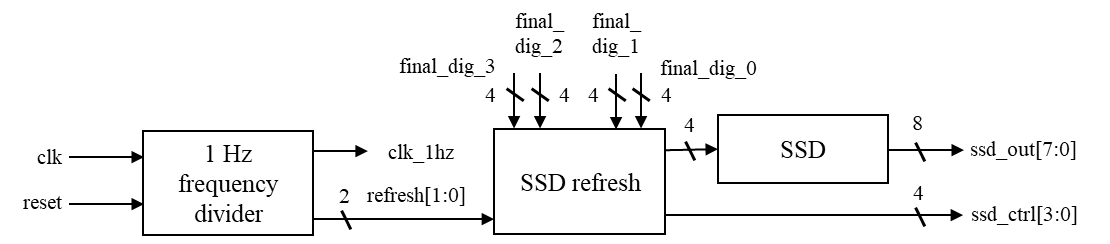 final_
dig_2
final_
dig_1
final_dig_3
final_dig_0
4
4
4
4
clk
reset
1 Hz
frequency
divider
clk_1hz
2
refresh[1:0]
SSD refresh
4
SSD
8
ssd_out[7:0]
4
ssd_ctrl[3:0]